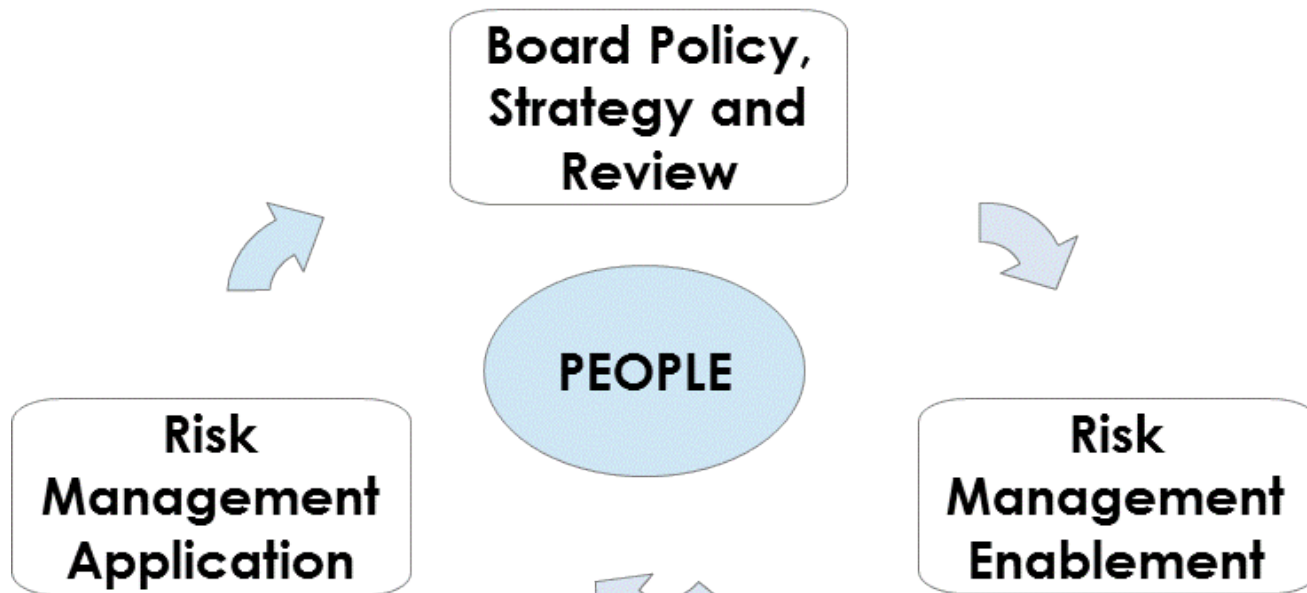 Board Policy,
Strategy and
Review
PEOPLE
Risk
Management
Application
Risk
Management
Enablement